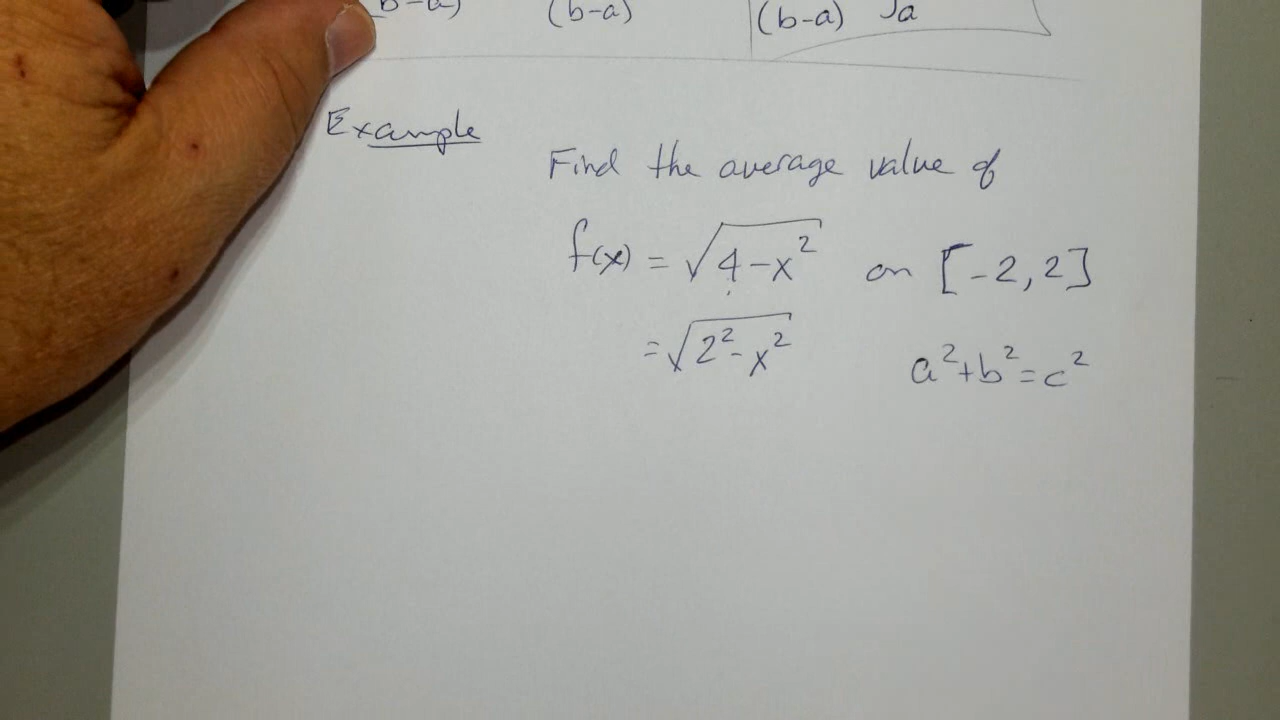 b-a) (b-a) (b-a) ∫a
Example
Find the average value of
f(x) = √(4-x²) on [-2,2]
= √(2²-x²) a²+b²=c²